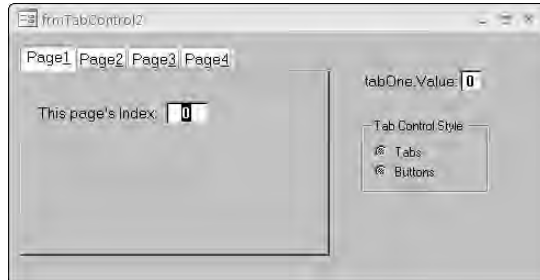 frmTabControl2
Page1 Page2 Page3 Page4
tabOne.Value: 0
This page's Index: 0
Tab Control Style
Tabs
Buttons